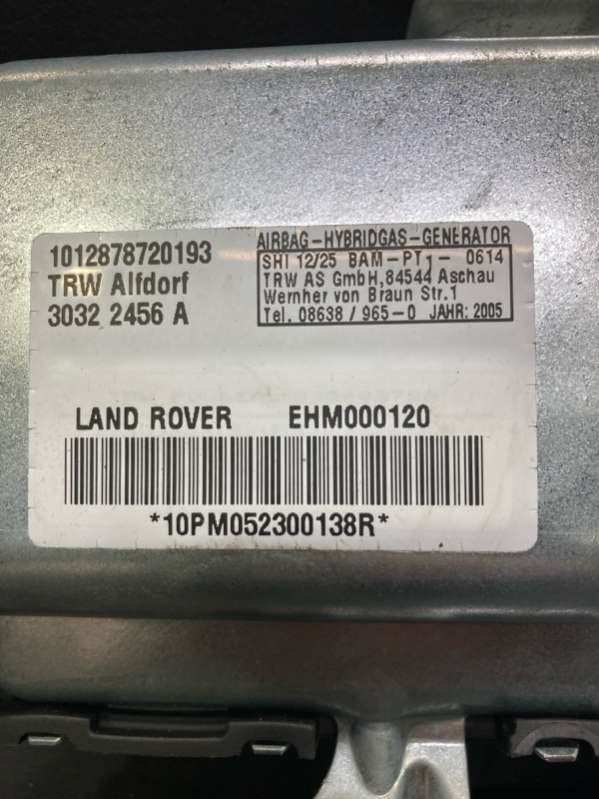 1012878720193
TRW Alfdorf
3032 2456 A
AIRBAG-HYBRIDGAS-GENERATOR
SHI 12/25 BAM-PT1- 0614
TRW AS GmbH,84544 Aschau
Wernher von Braun Str.1
Tel. 08638 / 965-0 JAHR: 2005
LAND ROVER EHM000120
*10PM052300138R*